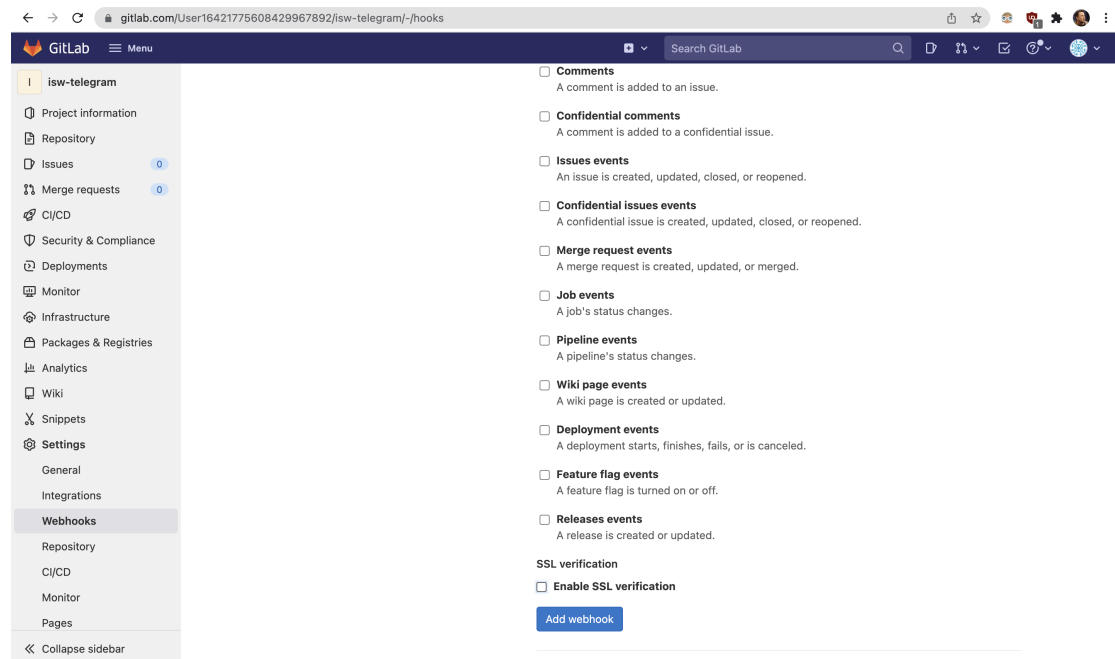 gitlab.com/User16421775608429967892/isw-telegram/-/hooks
1
GitLab
Menu
Search GitLab
I
isw-telegram
Project information
Repository
Issues
0
Merge requests
0
CI/CD
Security & Compliance
Deployments
Monitor
Infrastructure
Packages & Registries
Analytics
Wiki
Snippets
Settings
General
Integrations
Webhooks
Repository
CI/CD
Monitor
Pages
Collapse sidebar
Comments
A comment is added to an issue.
Confidential comments
A comment is added to a confidential issue.
Issues events
An issue is created, updated, closed, or reopened.
Confidential issues events
A confidential issue is created, updated, closed, or reopened.
Merge request events
A merge request is created, updated, or merged.
Job events
A job's status changes.
Pipeline events
A pipeline's status changes.
Wiki page events
A wiki page is created or updated.
Deployment events
A deployment starts, finishes, fails, or is canceled.
Feature flag events
A feature flag is turned on or off.
Releases events
A release is created or updated.
SSL verification
Enable SSL verification
Add webhook